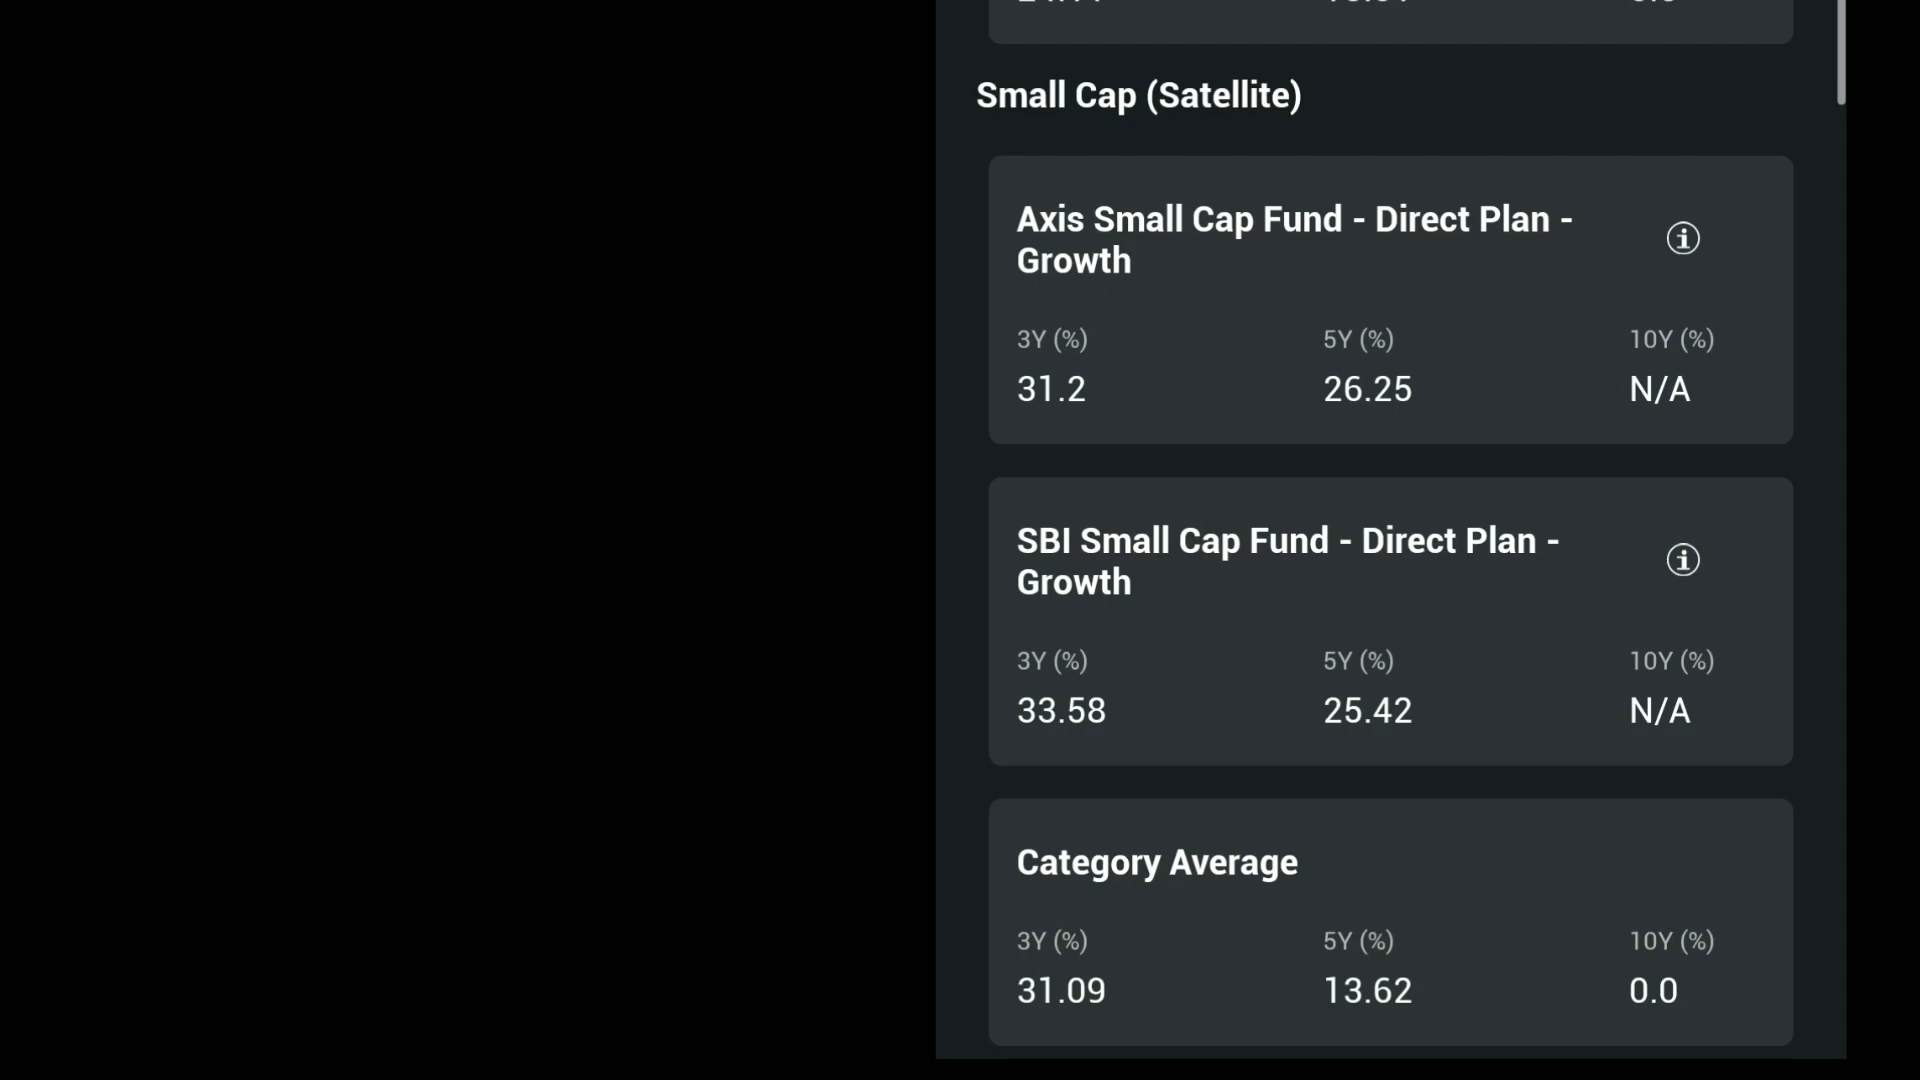 Small Cap (Satellite)
Axis Small Cap Fund - Direct Plan -
Growth
3Y (%) 5Y (%) 10Y (%)
31.2 26.25 N/A
SBI Small Cap Fund - Direct Plan -
Growth
3Y (%) 5Y (%) 10Y (%)
33.58 25.42 N/A
Category Average
3Y (%) 5Y (%) 10Y (%)
31.09 13.62 0.0